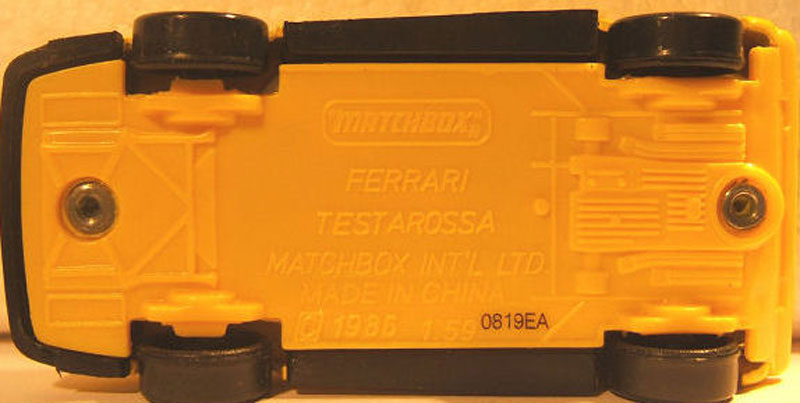 MATCHBOX
FERRARI
TESTAROSSA
MATCHBOX INT'L LTD.
MADE IN CHINA
© 1986 1:59 0819EA